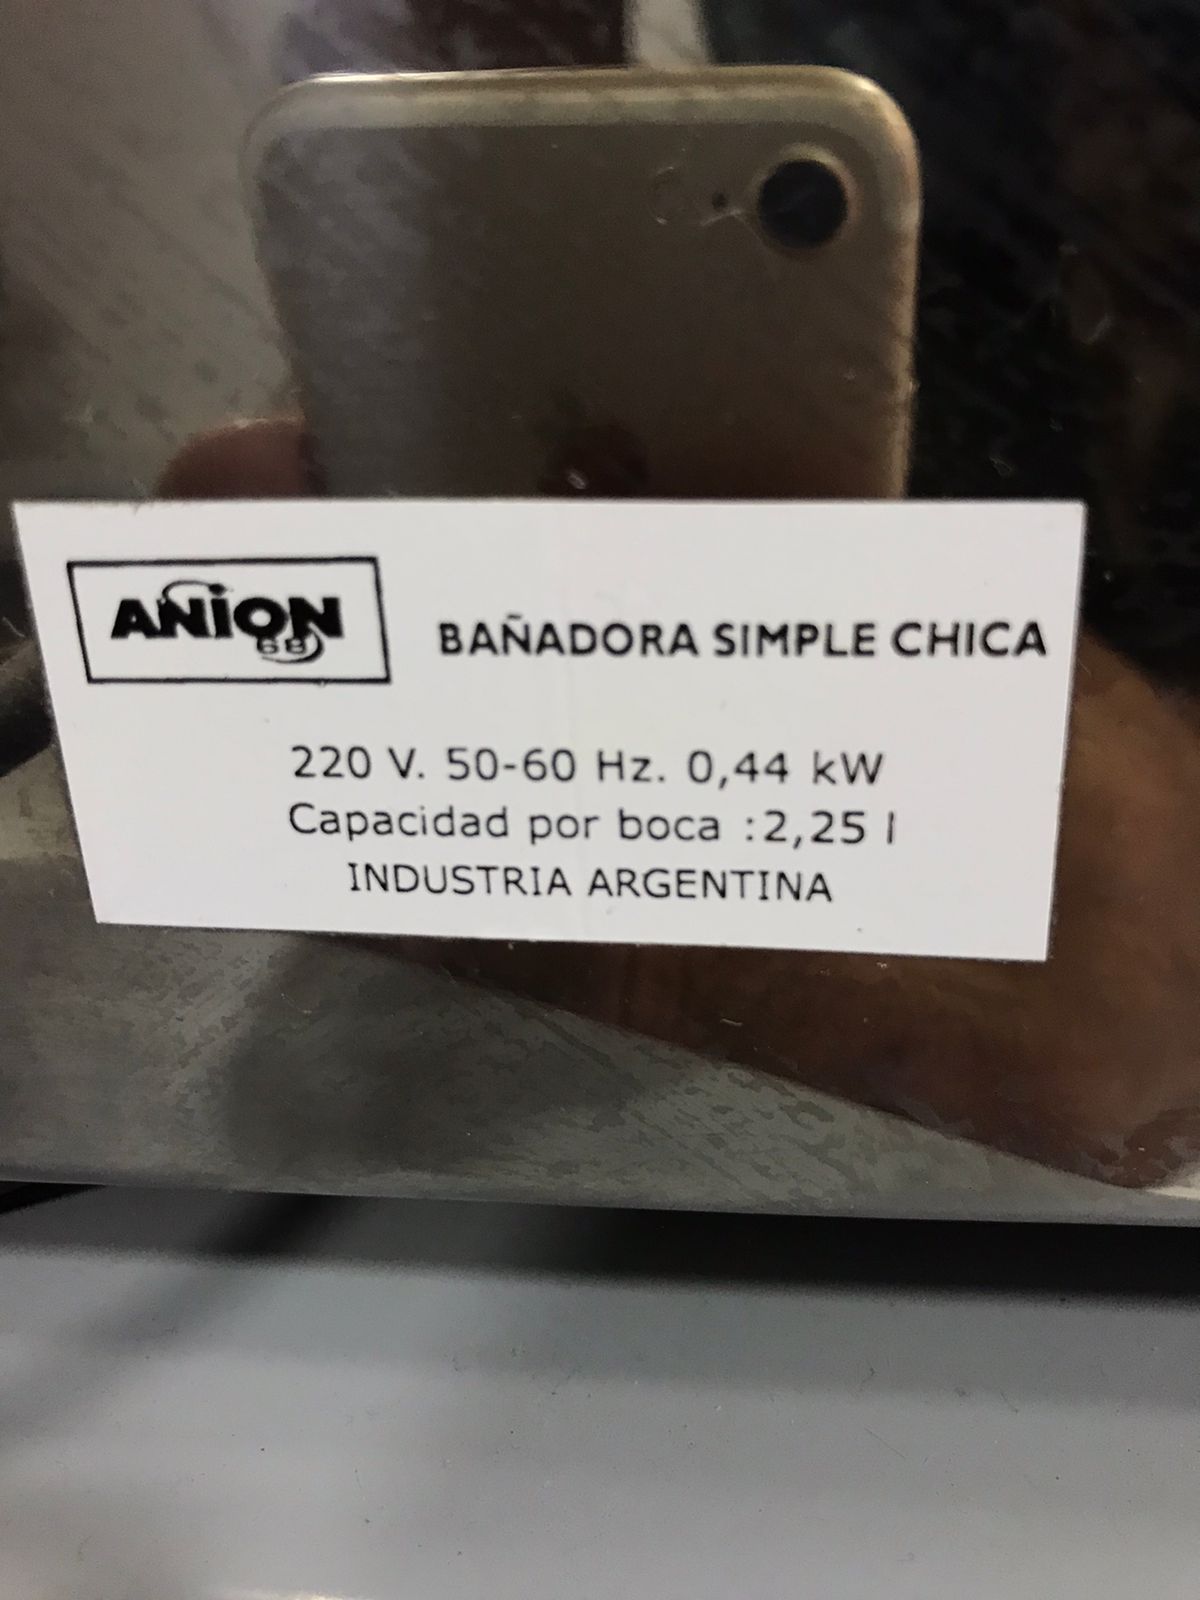 ANiON
68
BAÑADORA SIMPLE CHICA
220 V. 50-60 Hz. 0,44 kW
Capacidad por boca :2,25 l
INDUSTRIA ARGENTINA